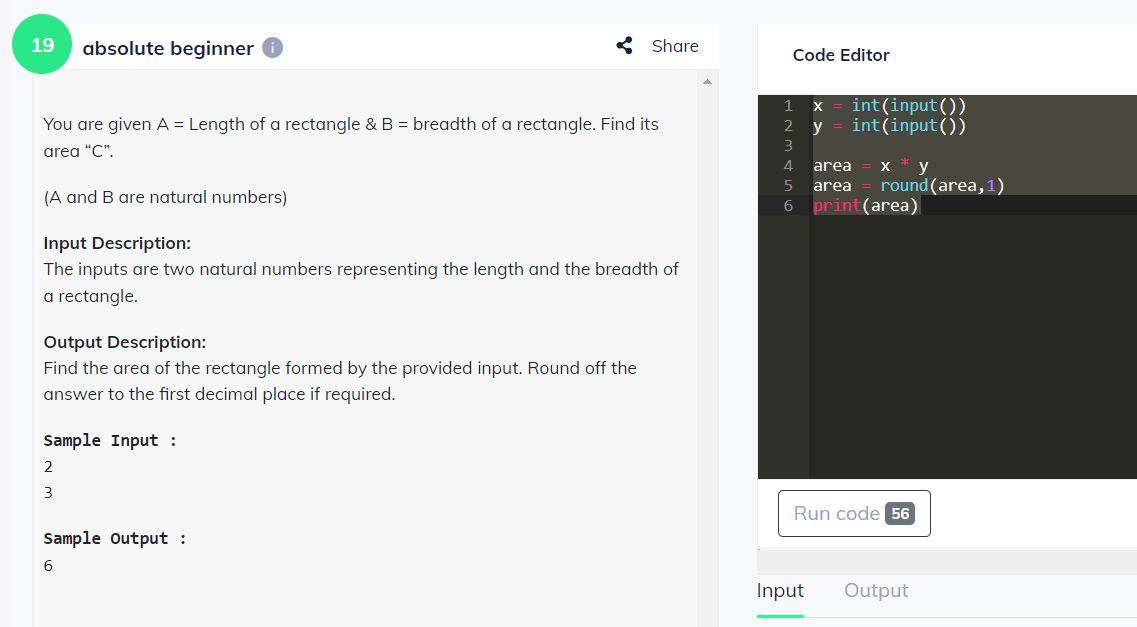 19 absolute beginner i Share
You are given A = Length of a rectangle & B = breadth of a rectangle. Find its
area “C”.
(A and B are natural numbers)
Input Description:
The inputs are two natural numbers representing the length and the breadth of
a rectangle.
Output Description:
Find the area of the rectangle formed by the provided input. Round off the
answer to the first decimal place if required.
Sample Input :
2
3
Sample Output :
6
Code Editor
1 x = int(input())
2 y = int(input())
3
4 area = x * y
5 area = round(area,1)
6 print(area)
Run code 56
Input Output